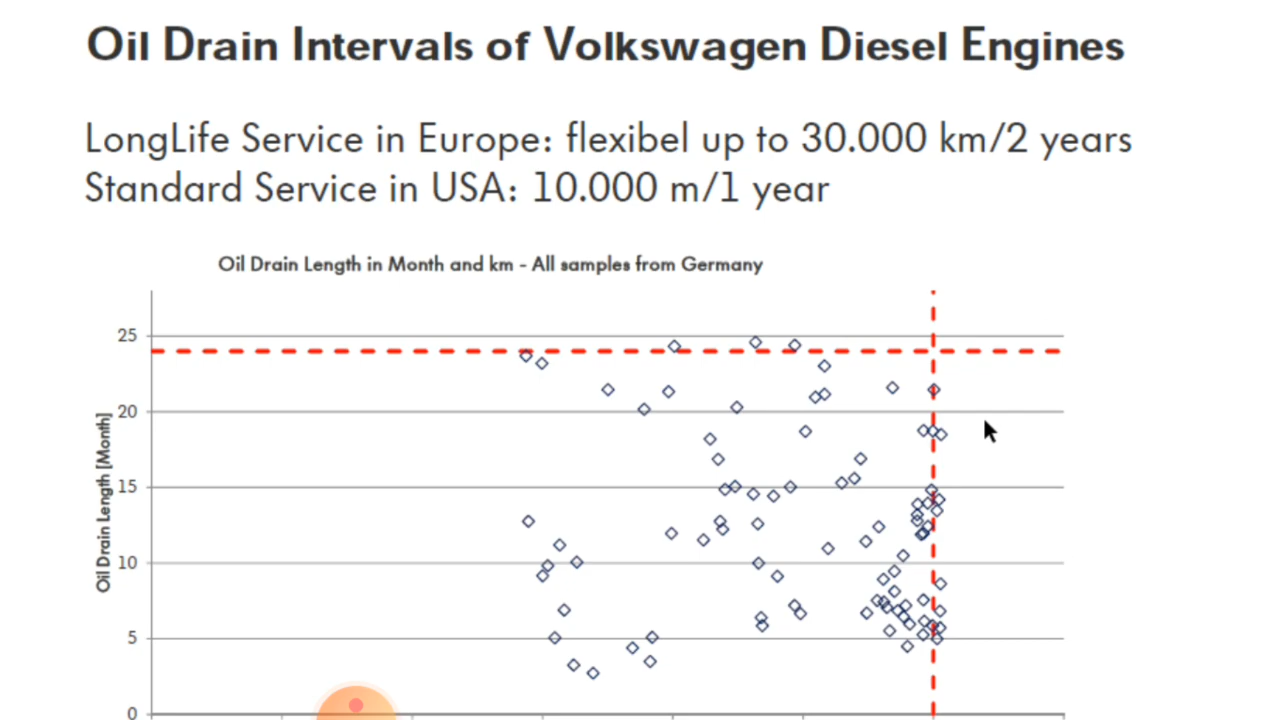 Oil Drain Intervals of Volkswagen Diesel Engines
LongLife Service in Europe: flexibel up to 30.000 km/2 years
Standard Service in USA: 10.000 m/1 year
Oil Drain Length in Month and km - All samples from Germany
Oil Drain Length [Month]
25
20
15
10
5
0